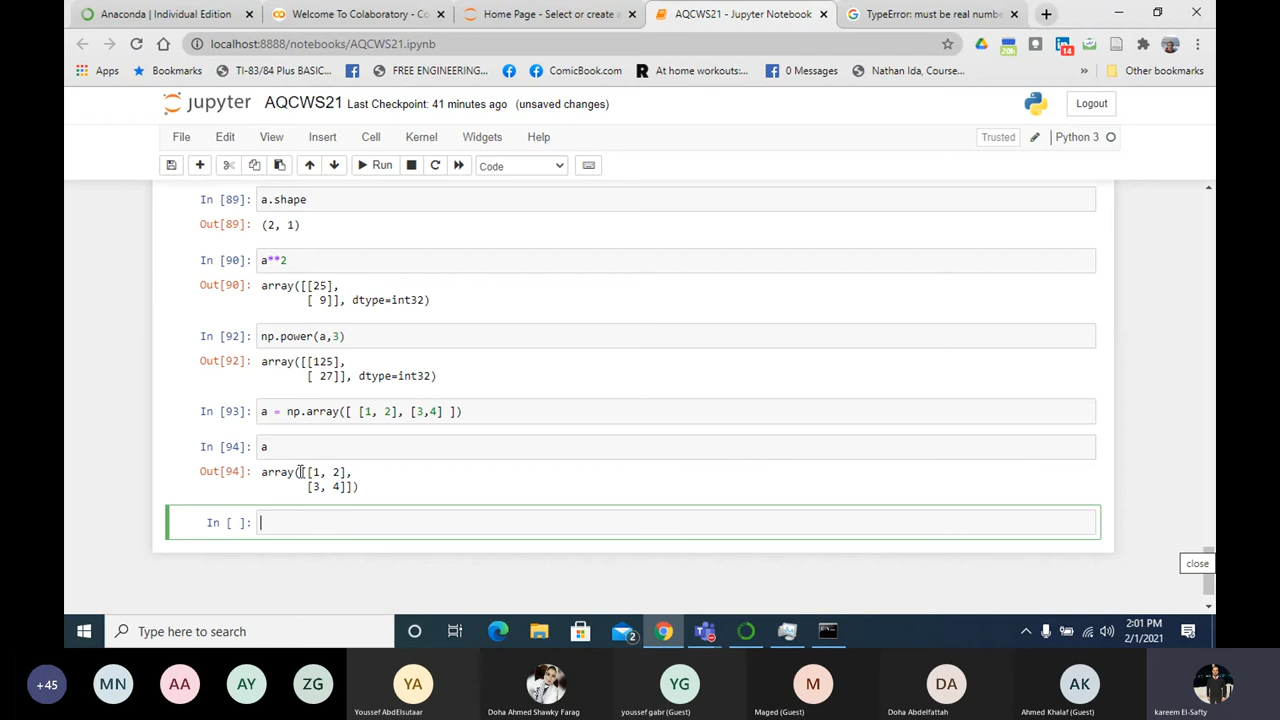 Anaconda | Individual Edition
Welcome To Colaboratory - Co
Home Page - Select or create a
AQCWS21 - Jupyter Notebook
TypeError: must be real numbe
localhost:8888/notebooks/AQCWS21.ipynb
20h
14
Apps
Bookmarks
TI-83/84 Plus BASIC...
FREE ENGINEERING...
ComicBook.com
At home workouts:...
0 Messages
Nathan Ida, Course...
»
Other bookmarks
jupyter
AQCWS21 Last Checkpoint: 41 minutes ago (unsaved changes)
Logout
File Edit View Insert Cell Kernel Widgets Help
Trusted
Python 3
Run
Code
In [89]: a.shape
Out[89]: (2, 1)
In [90]: a**2
Out[90]: array([[25],
[ 9]], dtype=int32)
In [92]: np.power(a,3)
Out[92]: array([[125],
[ 27]], dtype=int32)
In [93]: a = np.array([ [1, 2], [3,4] ])
In [94]: a
Out[94]: array([[1, 2],
[3, 4]])
In [ ]:
close
Type here to search
2
2:01 PM
2/1/2021
+45
MN
AA
AY
ZG
YA
YG
M
DA
AK
Youssef AbdElsutaar
Doha Ahmed Shawky Farag
youssef gabr (Guest)
Maged (Guest)
Doha Abdelfattah
Ahmed Khalaf (Guest)
kareem El-Safty